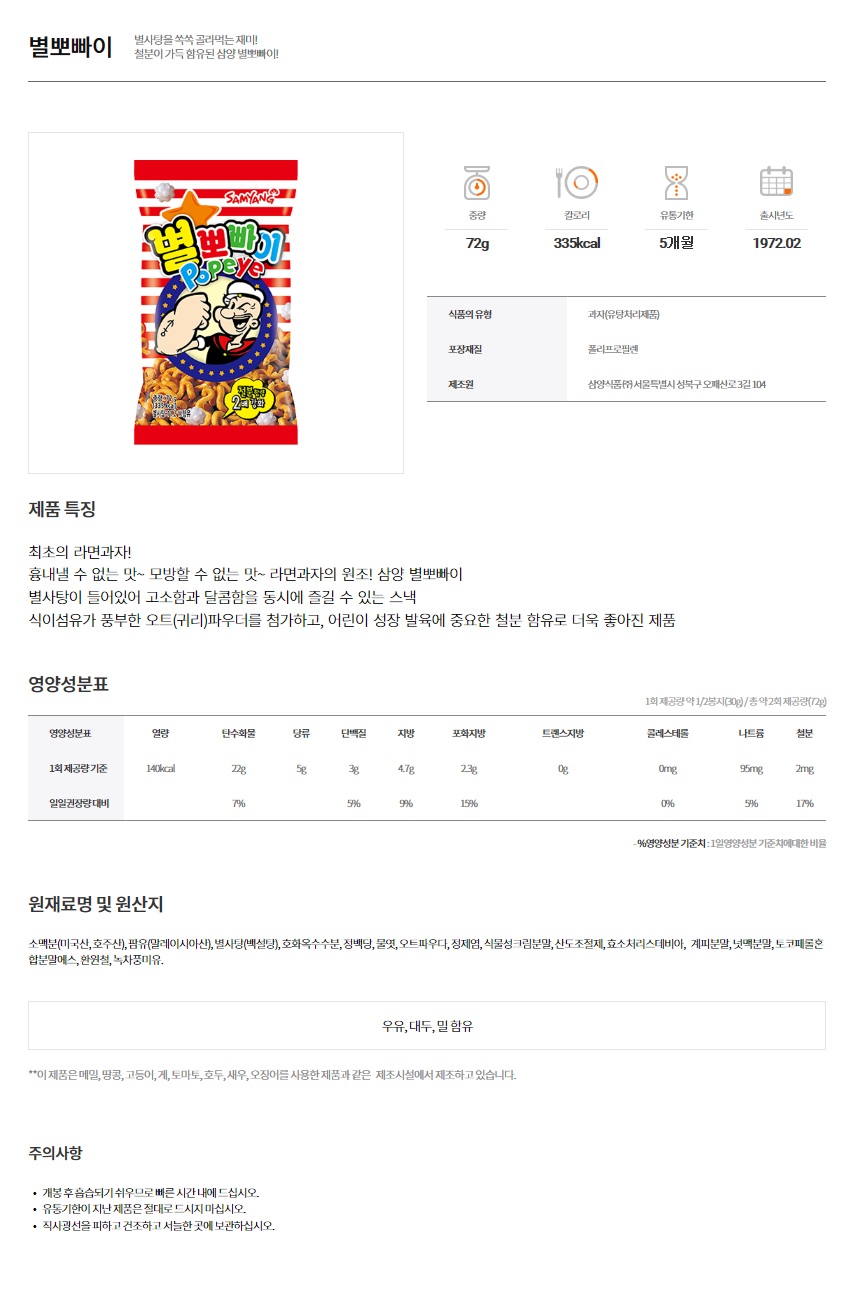 별뽀빠이
별사탕을 쏙쏙 골라먹는 재미!
철분이 가득 함유된 삼양 별뽀빠이!
SAMYANG
별뽀빠이
Popeye
철분함량
2배 강화
중량
72g
칼로리
335kcal
유통기한
5개월
출시년도
1972.02
식품의 유형 과자(유탕처리제품)
포장재질 폴리프로필렌
제조원 삼양식품㈜ 서울특별시 성북구 오패산로 3길 104
제품 특징
최초의 라면과자!
흉내낼 수 없는 맛~ 모방할 수 없는 맛~ 라면과자의 원조! 삼양 별뽀빠이
별사탕이 들어있어 고소함과 달콤함을 동시에 즐길 수 있는 스낵
식이섬유가 풍부한 오트(귀리)파우더를 첨가하고, 어린이 성장 발육에 중요한 철분 함유로 더욱 좋아진 제품
영양성분표
1회 제공량 약 1/2봉지(30g) / 총 약 2회 제공량(72g)
영양성분표 열량 탄수화물 당류 단백질 지방 포화지방 트랜스지방 콜레스테롤 나트륨 철분
1회 제공량 기준 140kcal 22g 5g 3g 4.7g 2.3g 0g 0mg 95mg 2mg
일일권장량 대비 7% 5% 9% 15% 0% 5% 17%
- %영양성분 기준치 : 1일영양성분 기준치에대한 비율
원재료명 및 원산지
소맥분(미국산, 호주산), 팜유(말레이시아산), 별사탕(백설탕), 호화옥수수분, 정백당, 물엿, 오트파우다, 정제염, 식물성크림분말, 산도조절제, 효소처리스테비아, 계피분말, 넛맥분말, 토코페롤혼
합분말에스, 환원철, 녹차풍미유.
우유, 대두, 밀 함유
**이 제품은 메밀, 땅콩, 고등어, 게, 토마토, 호두, 새우, 오징어를 사용한 제품과 같은 제조시설에서 제조하고 있습니다.
주의사항
• 개봉 후 흡습되기 쉬우므로 빠른 시간 내에 드십시오.
• 유통기한이 지난 제품은 절대로 드시지 마십시오.
• 직사광선을 피하고 건조하고 서늘한 곳에 보관하십시오.